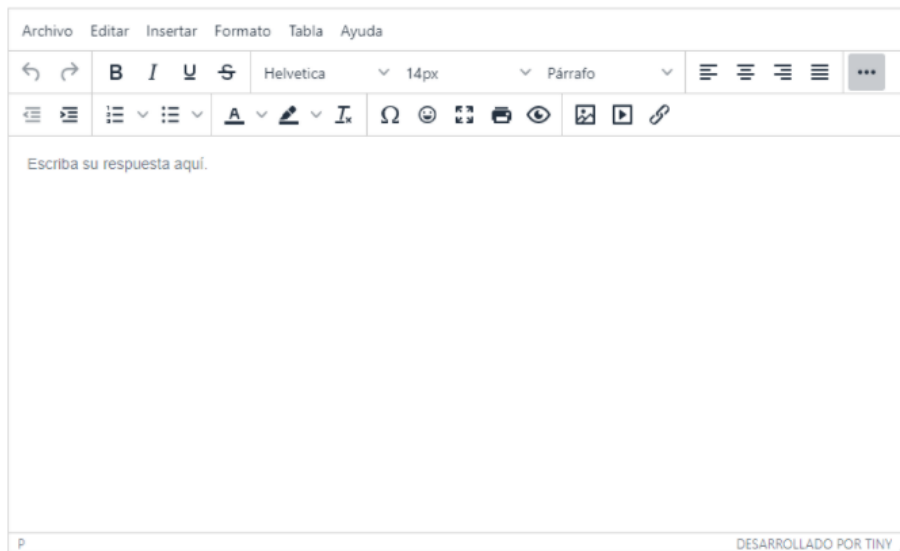 Archivo Editar Insertar Formato Tabla Ayuda
B I U S Helvetica 14px Párrafo
A Ω
Escriba su respuesta aquí.
P DESARROLLADO POR TINY